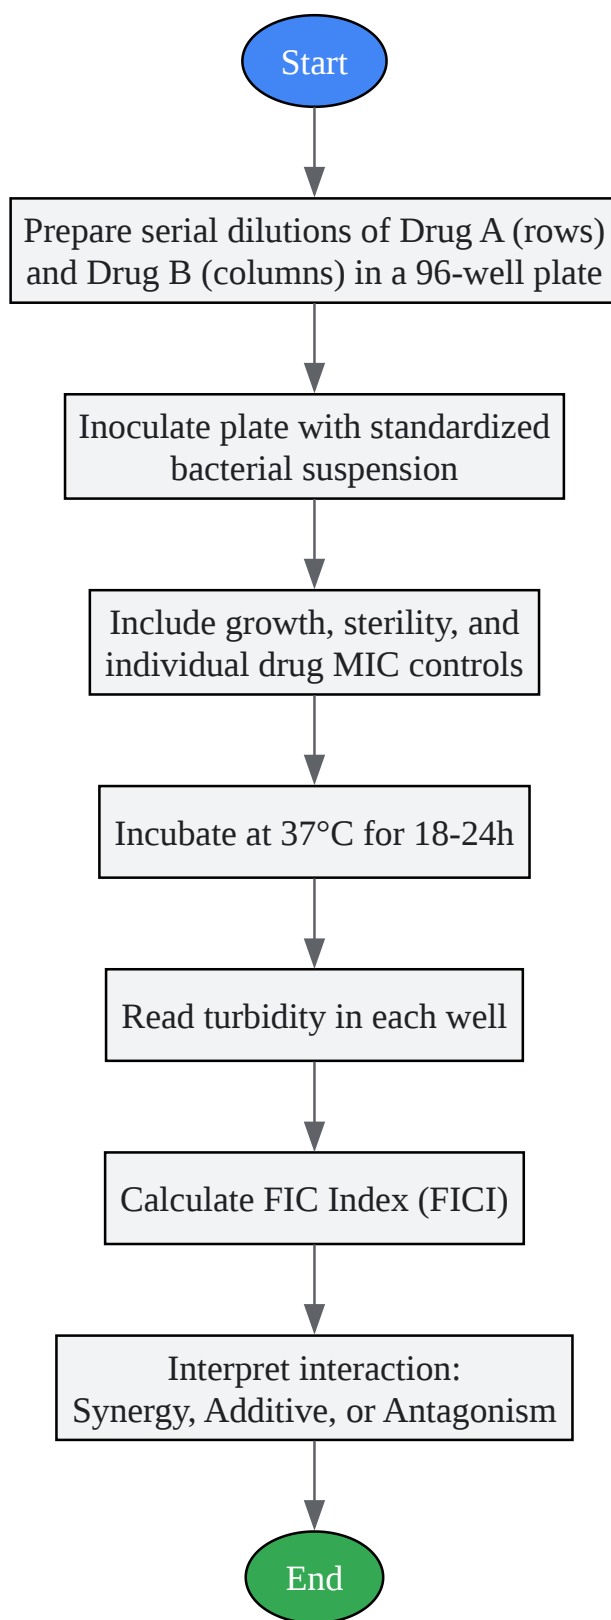 Start
Prepare serial dilutions of Drug A (rows)
and Drug B (columns) in a 96-well plate
Inoculate plate with standardized
bacterial suspension
Include growth, sterility, and
individual drug MIC controls
Incubate at 37°C for 18-24h
Read turbidity in each well
Calculate FIC Index (FICI)
Interpret interaction:
Synergy, Additive, or Antagonism
End